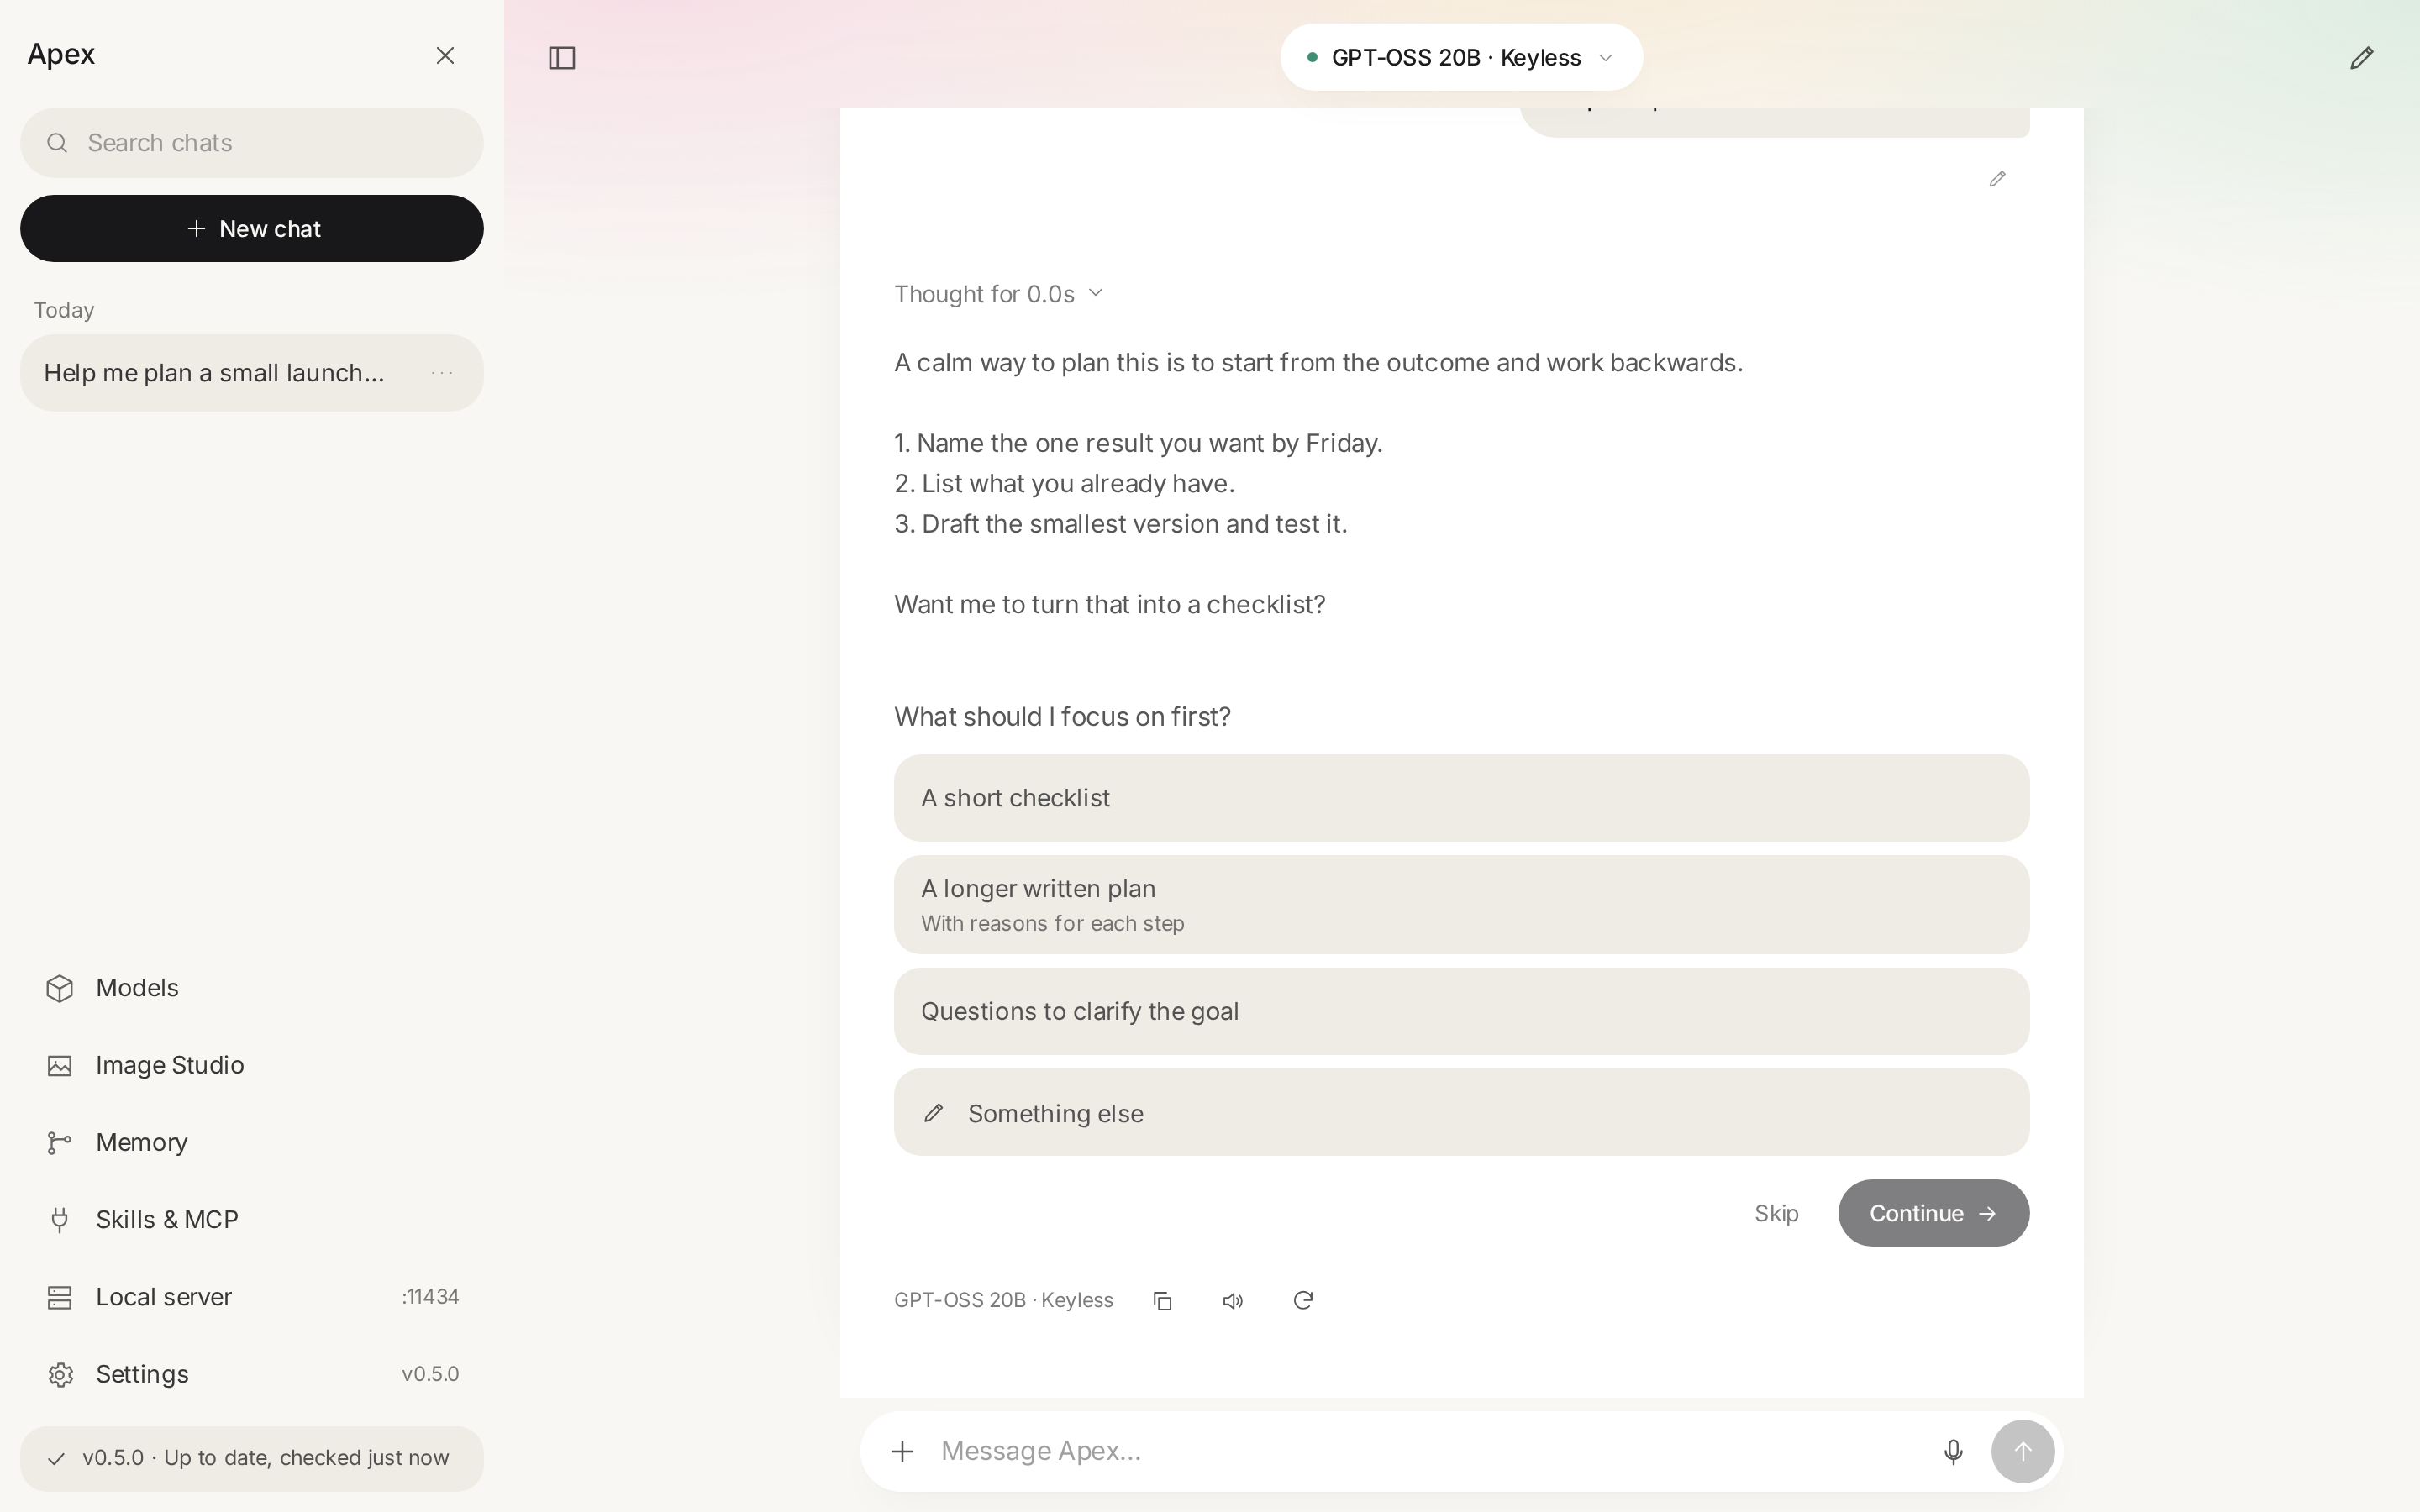 Apex
Search chats
New chat
Today
Help me plan a small launch...
Models
Image Studio
Memory
Skills & MCP
Local server :11434
Settings v0.5.0
v0.5.0 · Up to date, checked just now
GPT-OSS 20B · Keyless
Thought for 0.0s
A calm way to plan this is to start from the outcome and work backwards.
1. Name the one result you want by Friday.
2. List what you already have.
3. Draft the smallest version and test it.
Want me to turn that into a checklist?
What should I focus on first?
A short checklist
A longer written plan
With reasons for each step
Questions to clarify the goal
Something else
Skip
Continue
GPT-OSS 20B · Keyless
Message Apex...